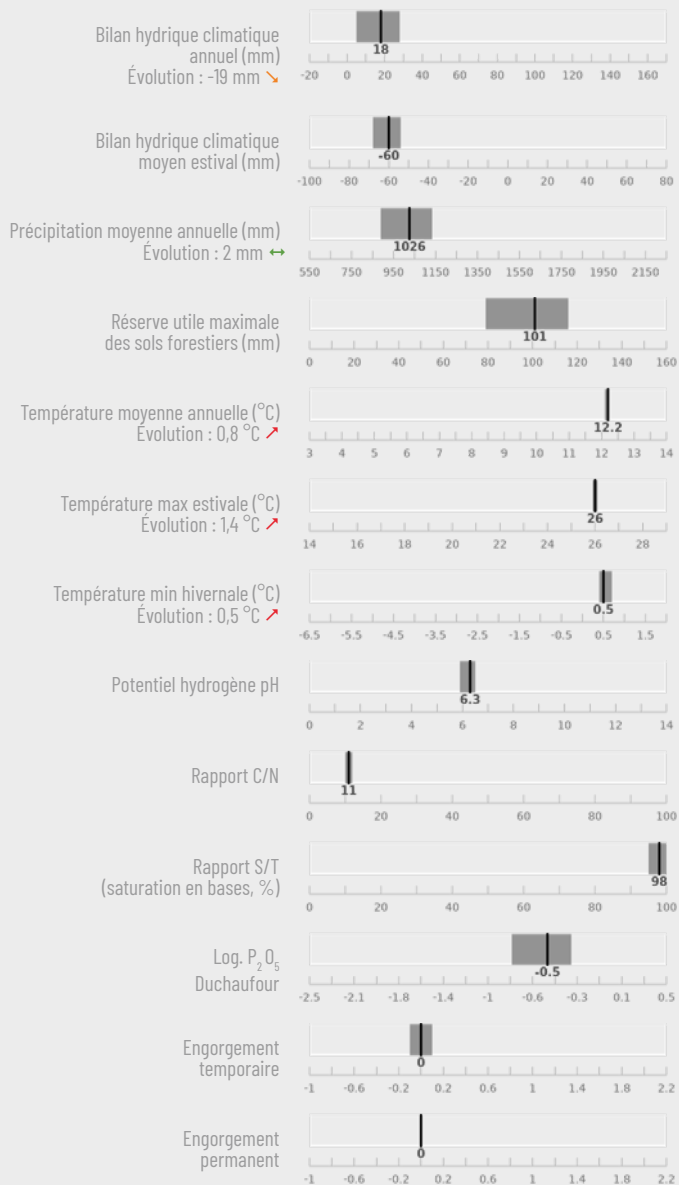 Bilan hydrique climatique
annuel (mm)
Évolution : -19 mm ↘
18
-20 0 20 40 60 80 100 120 140 160
Bilan hydrique climatique
moyen estival (mm)
-60
-100 -80 -60 -40 -20 0 20 40 60 80
Précipitation moyenne annuelle (mm)
Évolution : 2 mm ↔
1026
550 750 950 1150 1350 1550 1750 1950 2150
Réserve utile maximale
des sols forestiers (mm)
101
0 20 40 60 80 100 120 140 160
Température moyenne annuelle (°C)
Évolution : 0,8 °C ↗
12.2
3 4 5 6 7 8 9 10 11 12 13 14
Température max estivale (°C)
Évolution : 1,4 °C ↗
26
14 16 18 20 22 24 26 28
Température min hivernale (°C)
Évolution : 0,5 °C ↗
0.5
-6.5 -5.5 -4.5 -3.5 -2.5 -1.5 -0.5 0.5 1.5
Potentiel hydrogène pH
6.3
0 2 4 6 8 10 12 14
Rapport C/N
11
0 20 40 60 80 100
Rapport S/T
(saturation en bases, %)
98
0 20 40 60 80 100
Log. P₂O₅
Duchaufour
-0.5
-2.5 -2.1 -1.8 -1.4 -1 -0.6 -0.3 0.1 0.5
Engorgement
temporaire
0
-1 -0.6 -0.2 0.2 0.6 1 1.4 1.8 2.2
Engorgement
permanent
0
-1 -0.6 -0.2 0.2 0.6 1 1.4 1.8 2.2